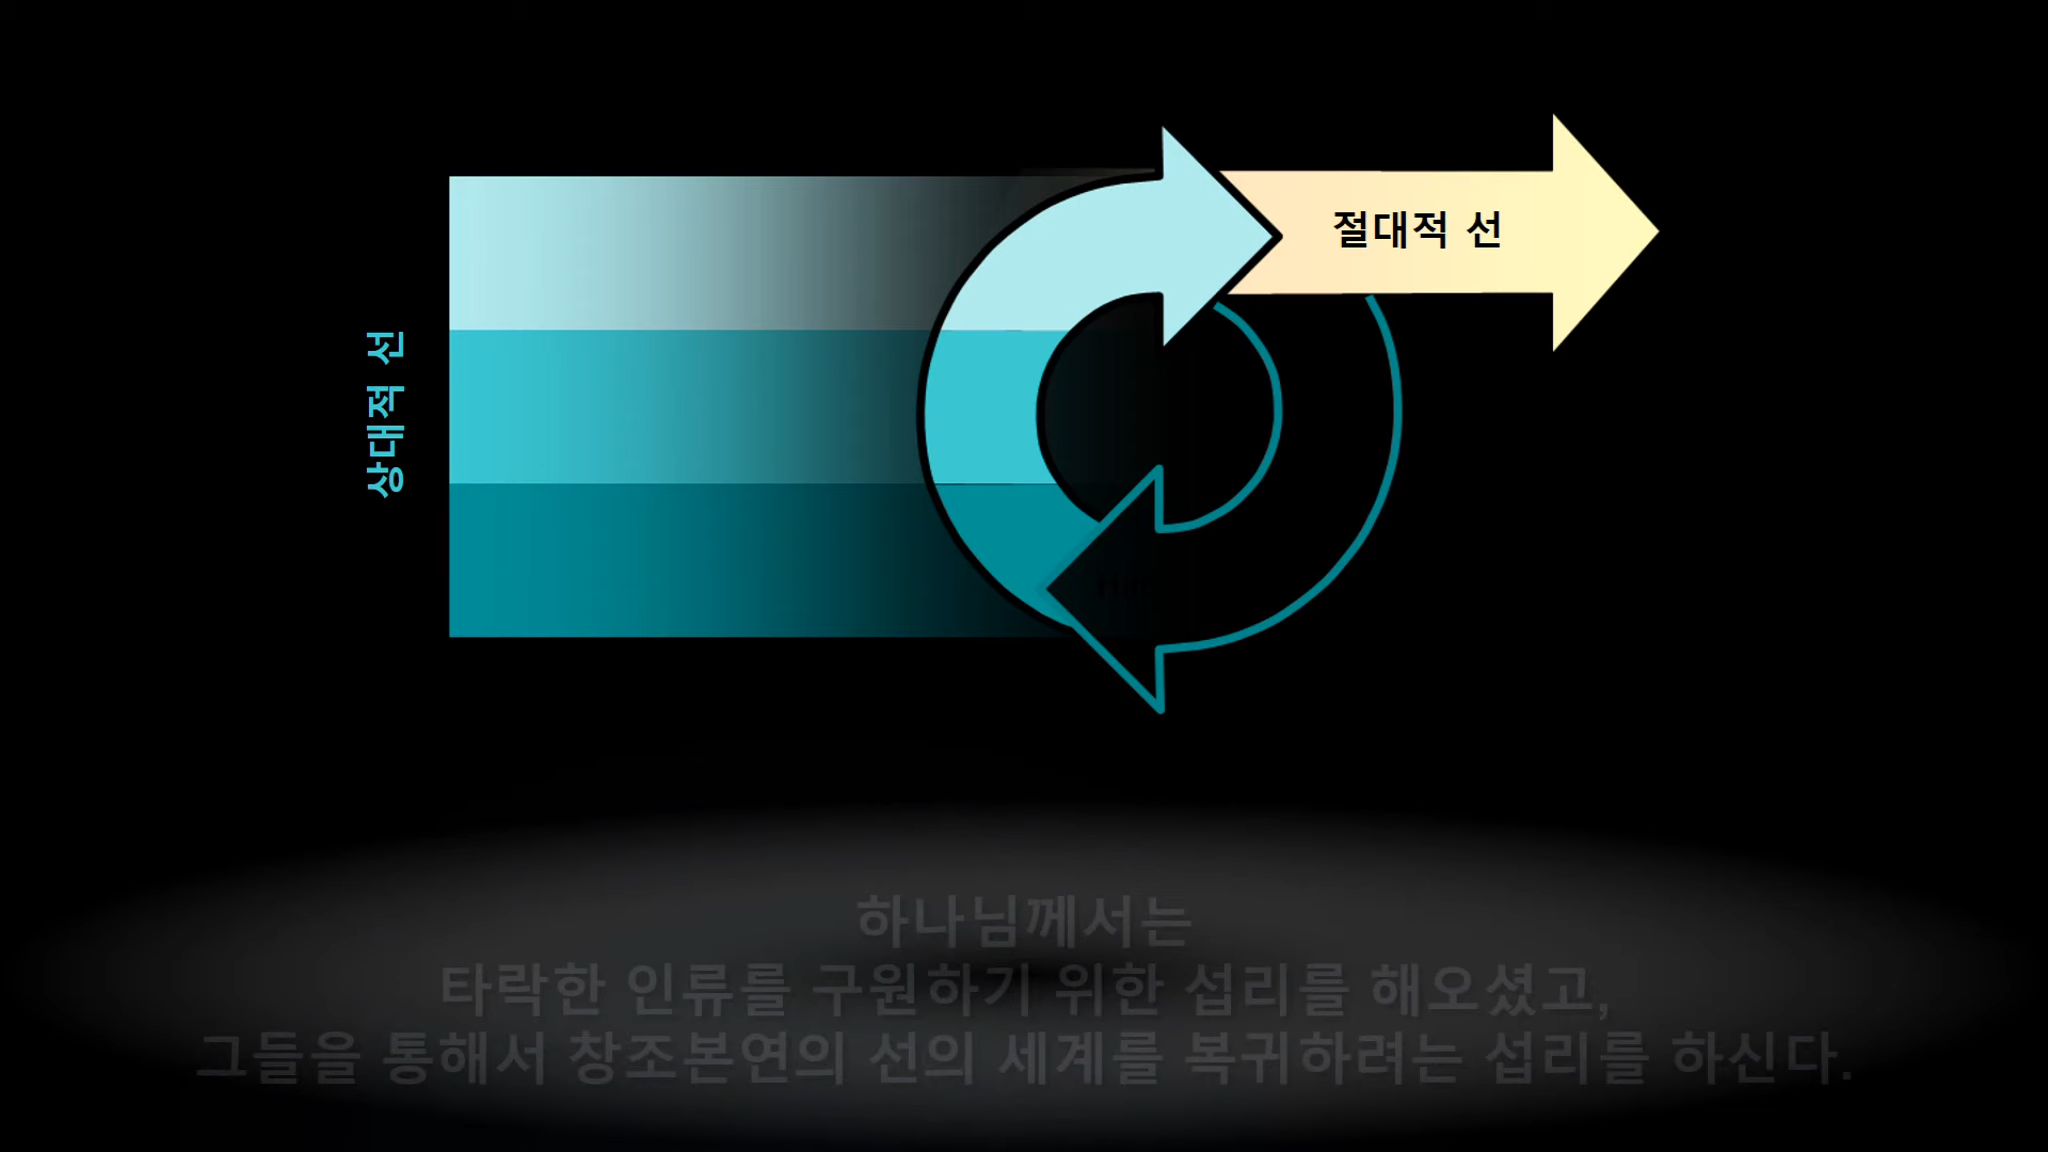 절대적 선
상대적 선
하나님께서는
타락한 인류를 구원하기 위한 섭리를 해오셨고,
그들을 통해서 창조본연의 선의 세계를 복귀하려는 섭리를 하신다.